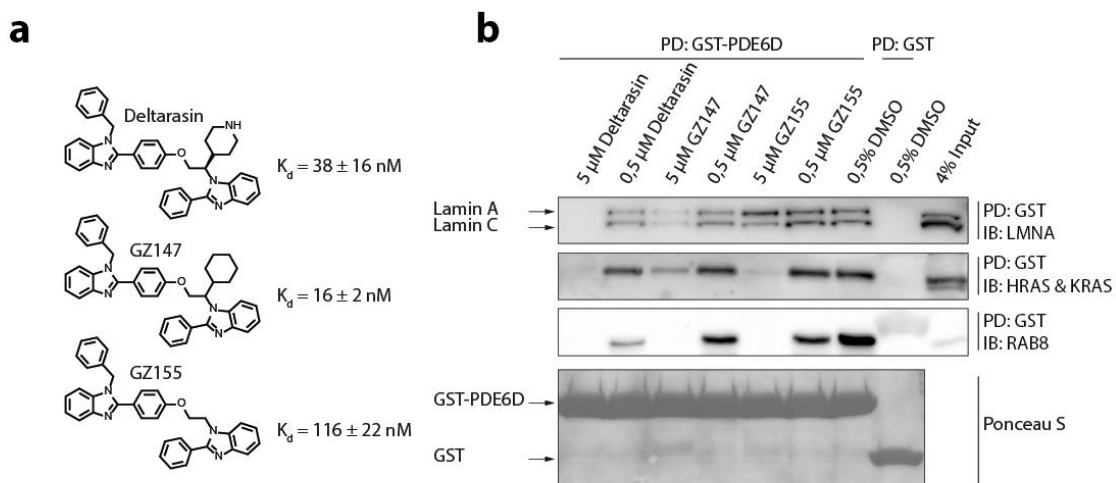 a
Deltarasin
NH
N
N
O
N
N
K_d = 38 ± 16 nM
GZ147
N
N
O
N
N
K_d = 16 ± 2 nM
GZ155
N
N
O
N
N
K_d = 116 ± 22 nM
b
PD: GST-PDE6D PD: GST
5 µM Deltarasin
0,5 µM Deltarasin
5 µM GZ147
0,5 µM GZ147
5 µM GZ155
0,5 µM GZ155
0,5% DMSO
0,5% DMSO
4% Input
Lamin A
Lamin C
PD: GST
IB: LMNA
PD: GST
IB: HRAS & KRAS
PD: GST
IB: RAB8
GST-PDE6D
GST
Ponceau S